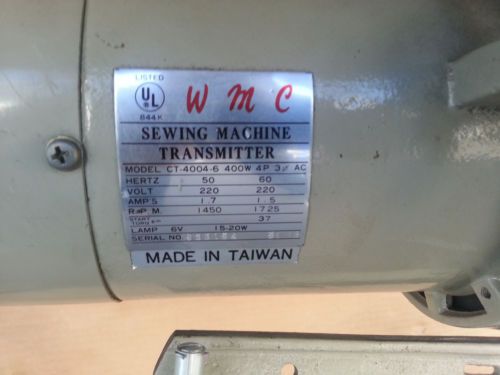 LISTED
UL
®
844K
W M C
SEWING MACHINE
TRANSMITTER
MODEL CT-4004-6 400W 4P 3∮ AC
HERTZ 50 60
VOLT 220 220
AMP'S 1.7 1.5
R.P.M. 1450 1725
START 37
LAMP 6V 15-20W
SERIAL NO.
MADE IN TAIWAN